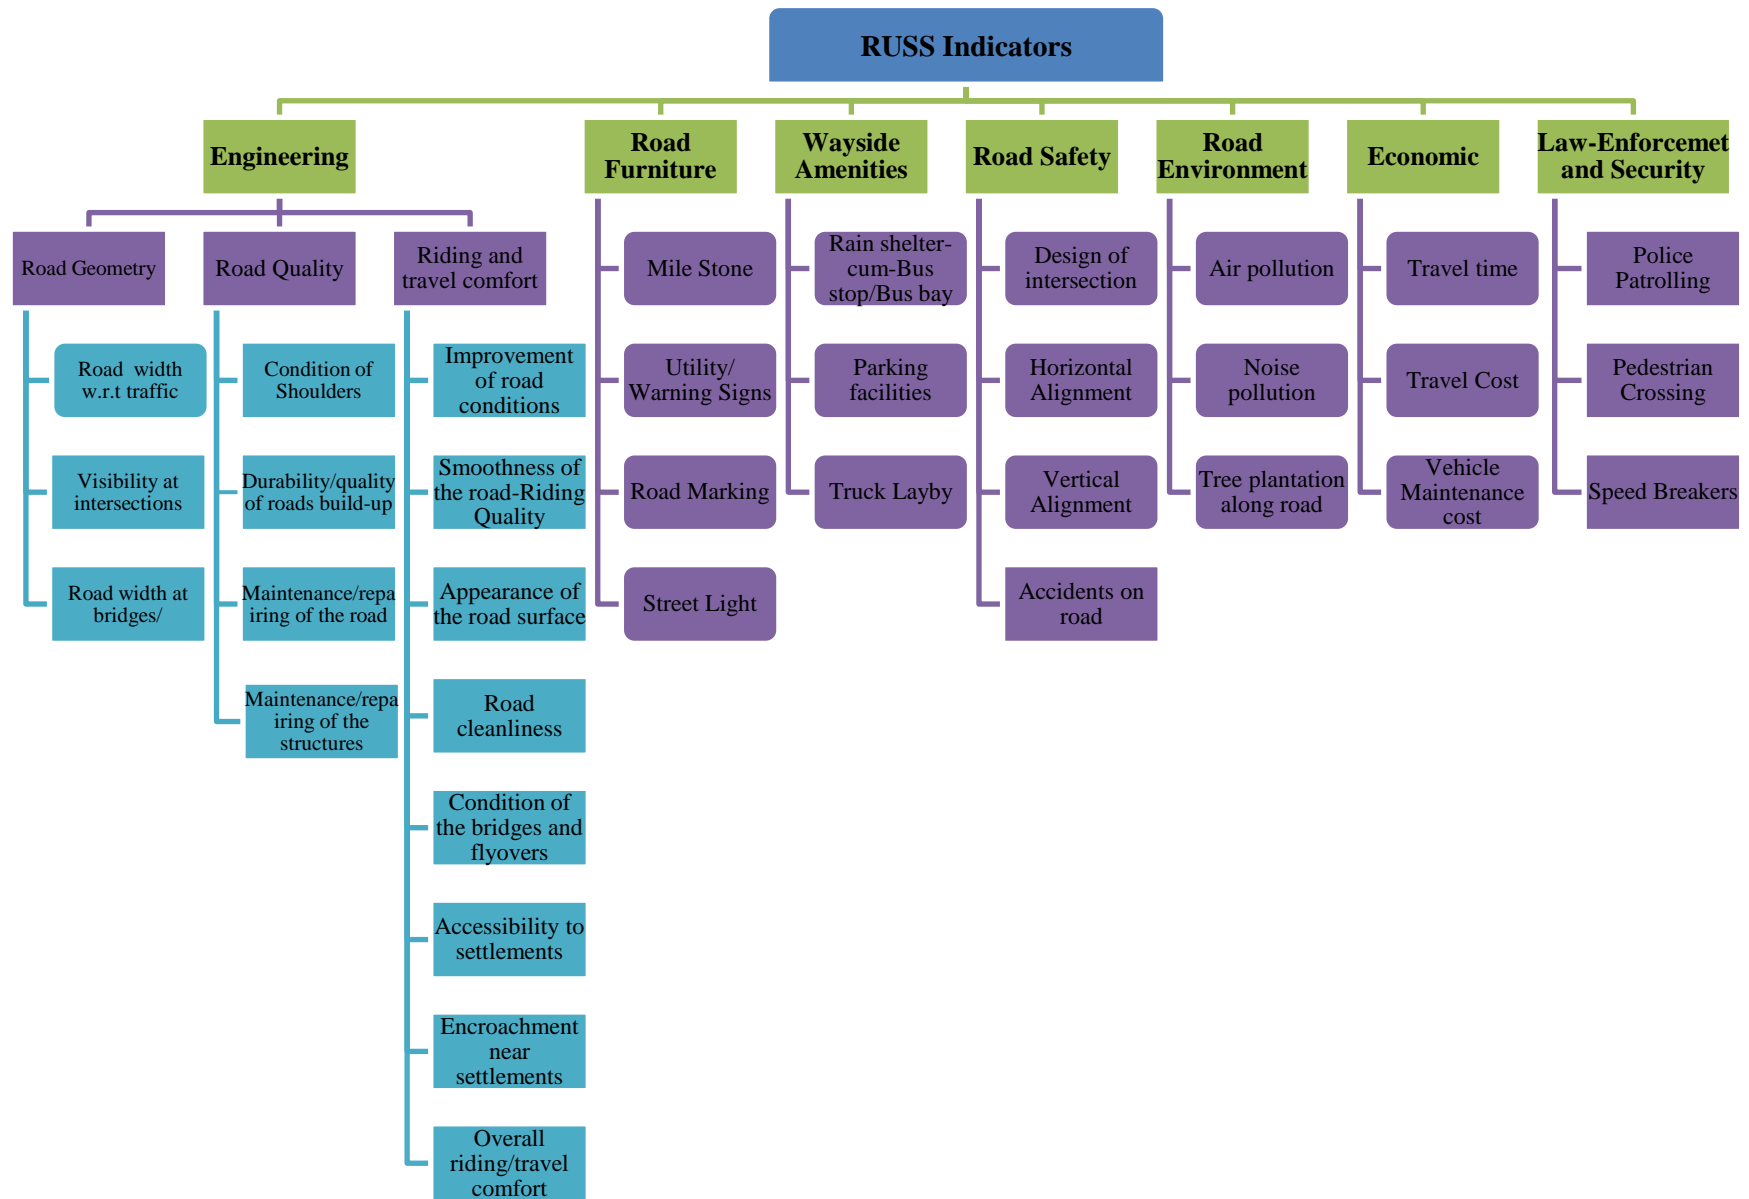 RUSS Indicators
Engineering
Road
Furniture
Wayside
Amenities
Road Safety
Road
Environment
Economic
Law-Enforcemet
and Security
Road Geometry
Road Quality
Riding and
travel comfort
Road  width
w.r.t traffic
Visibility at
intersections
Road width at
bridges/
Condition of
Shoulders
Durability/quality
of roads build-up
Maintenance/repa
iring of the road
Maintenance/repa
iring of the
structures
Improvement
of road
conditions
Smoothness of
the road-Riding
Quality
Appearance of
the road surface
Road
cleanliness
Condition of
the bridges and
flyovers
Accessibility to
settlements
Encroachment
near
settlements
Overall
riding/travel
comfort
Mile Stone
Utility/
Warning Signs
Road Marking
Street Light
Rain shelter-
cum-Bus
stop/Bus bay
Parking
facilities
Truck Layby
Design of
intersection
Horizontal
Alignment
Vertical
Alignment
Accidents on
road
Air pollution
Noise
pollution
Tree plantation
along road
Travel time
Travel Cost
Vehicle
Maintenance
cost
Police
Patrolling
Pedestrian
Crossing
Speed Breakers